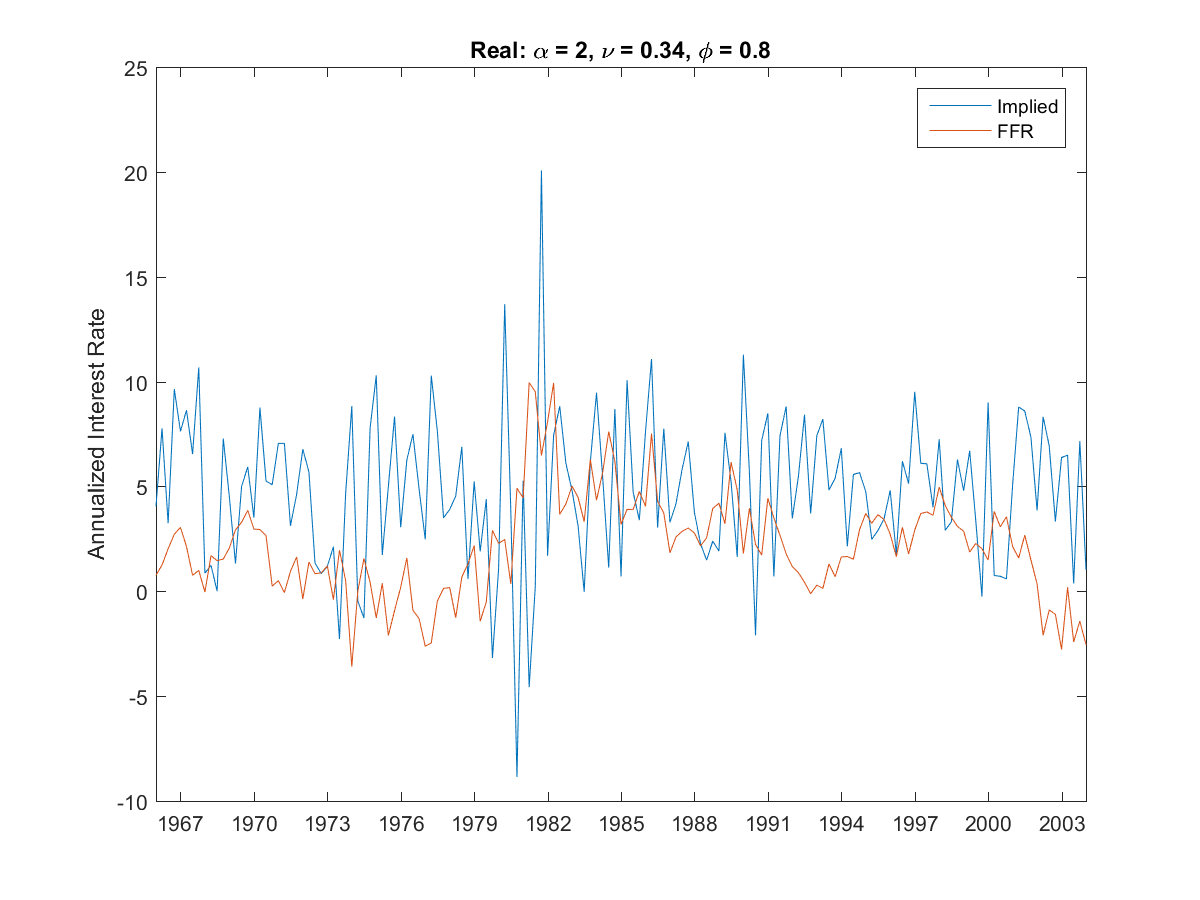 Real: α = 2, ν = 0.34, ϕ = 0.8
Implied
FFR
Annualized Interest Rate
25
20
15
10
5
0
-5
-10
1967 1970 1973 1976 1979 1982 1985 1988 1991 1994 1997 2000 2003